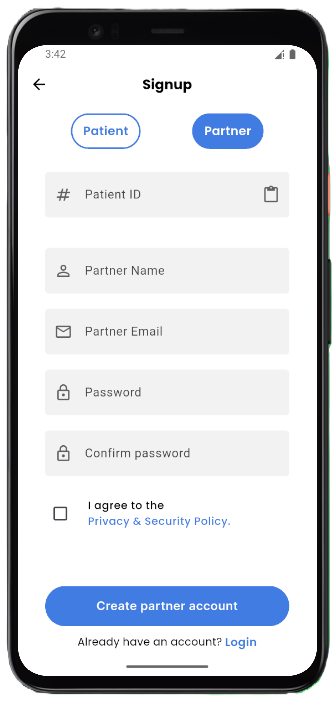 3:42
Signup
Patient
Partner
# Patient ID
Partner Name
Partner Email
Password
Confirm password
I agree to the
Privacy & Security Policy.
Create partner account
Already have an account? Login